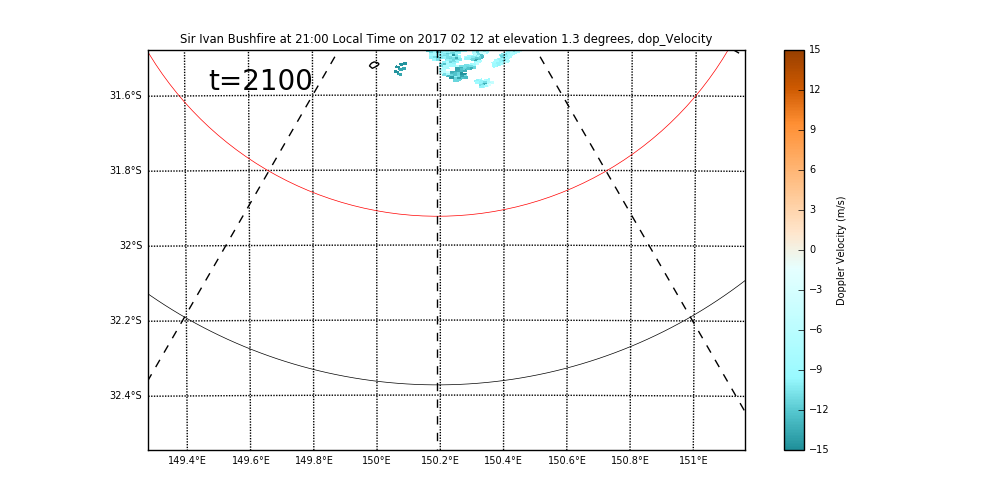 Sir Ivan Bushfire at 21:00 Local Time on 2017 02 12 at elevation 1.3 degrees, dop_Velocity
t=2100
31.6°S
31.8°S
32°S
32.2°S
32.4°S
149.4°E 149.6°E 149.8°E 150°E 150.2°E 150.4°E 150.6°E 150.8°E 151°E
15
12
9
6
3
0
−3
−6
−9
−12
−15
Doppler Velocity (m/s)